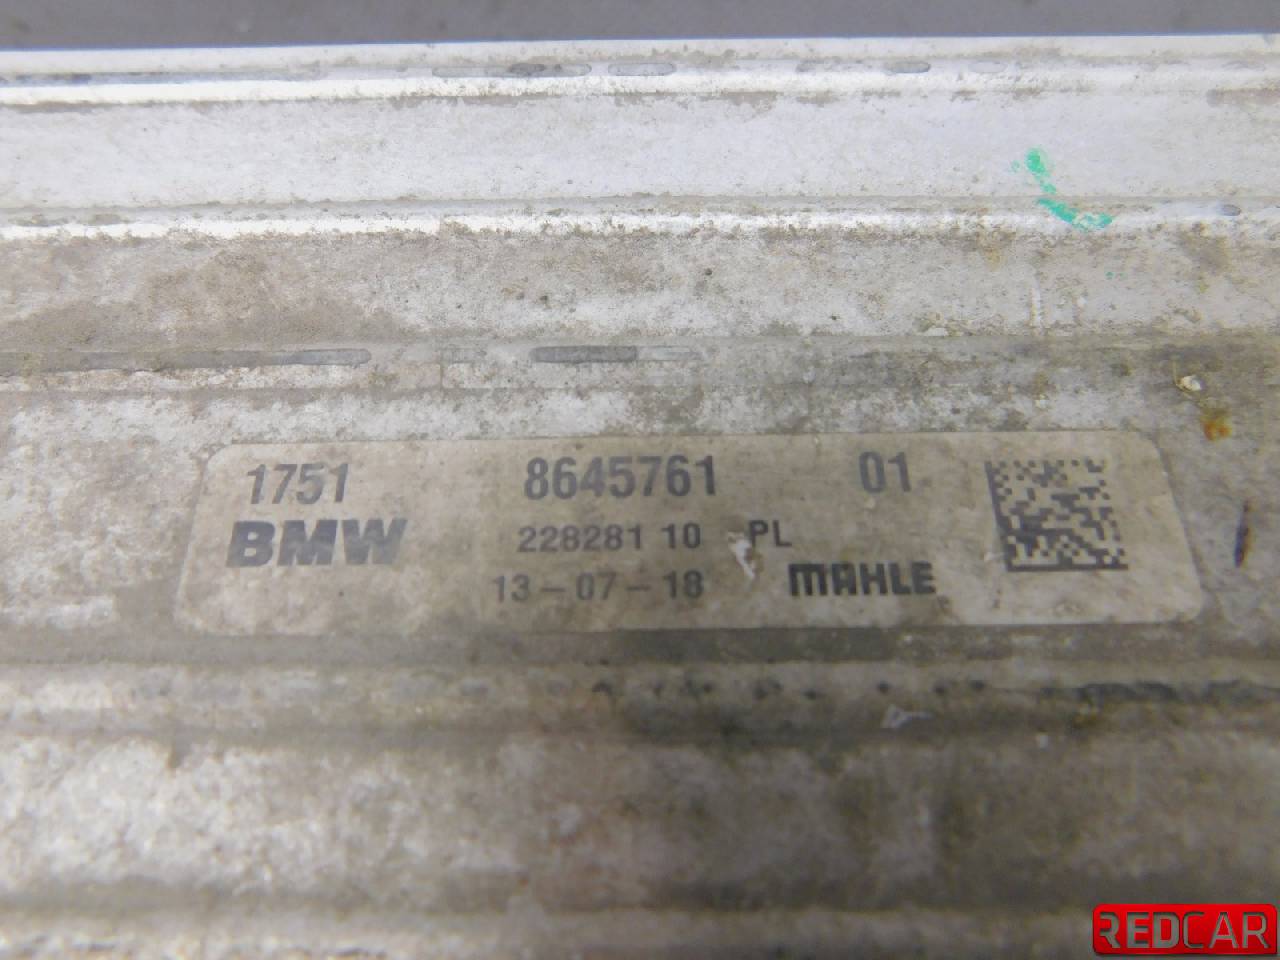 1751 8645761 01
BMW 228281 10 PL
13-07-18 MAHLE
REDCAR